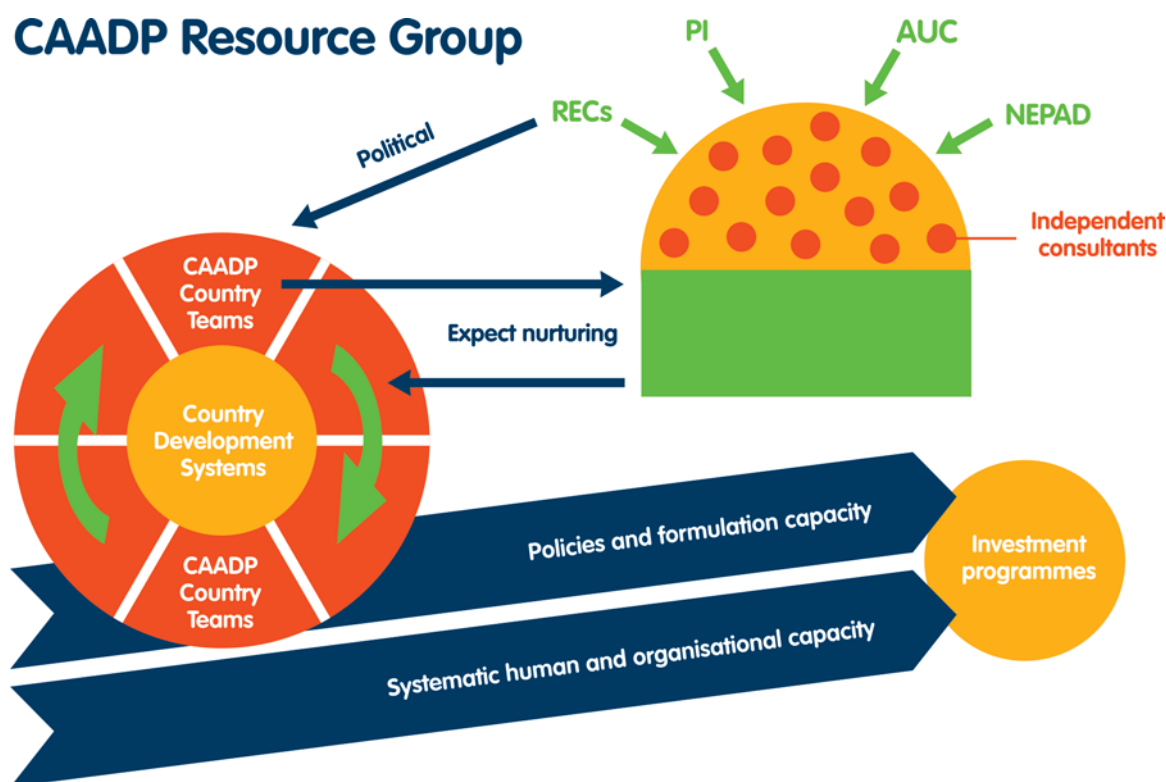 CAADP Resource Group
PI
AUC
RECs
NEPAD
Political
Independent
consultants
CAADP
Country
Teams
Expect nurturing
Country
Development
Systems
CAADP
Country
Teams
Policies and formulation capacity
Investment
programmes
Systematic human and organisational capacity